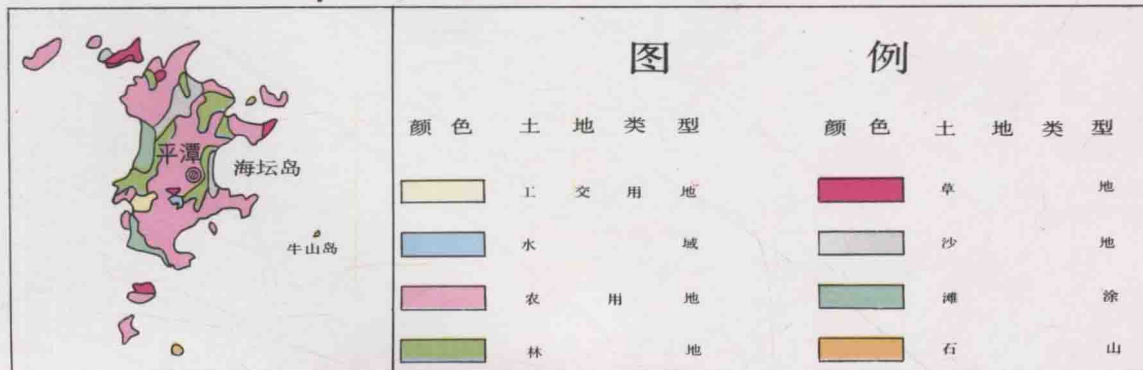 平潭
海坛岛
牛山岛
图 例
颜 色 土 地 类 型
工 交 用 地
水 域
农 用 地
林 地
颜 色 土 地 类 型
草 地
沙 地
滩 涂
石 山